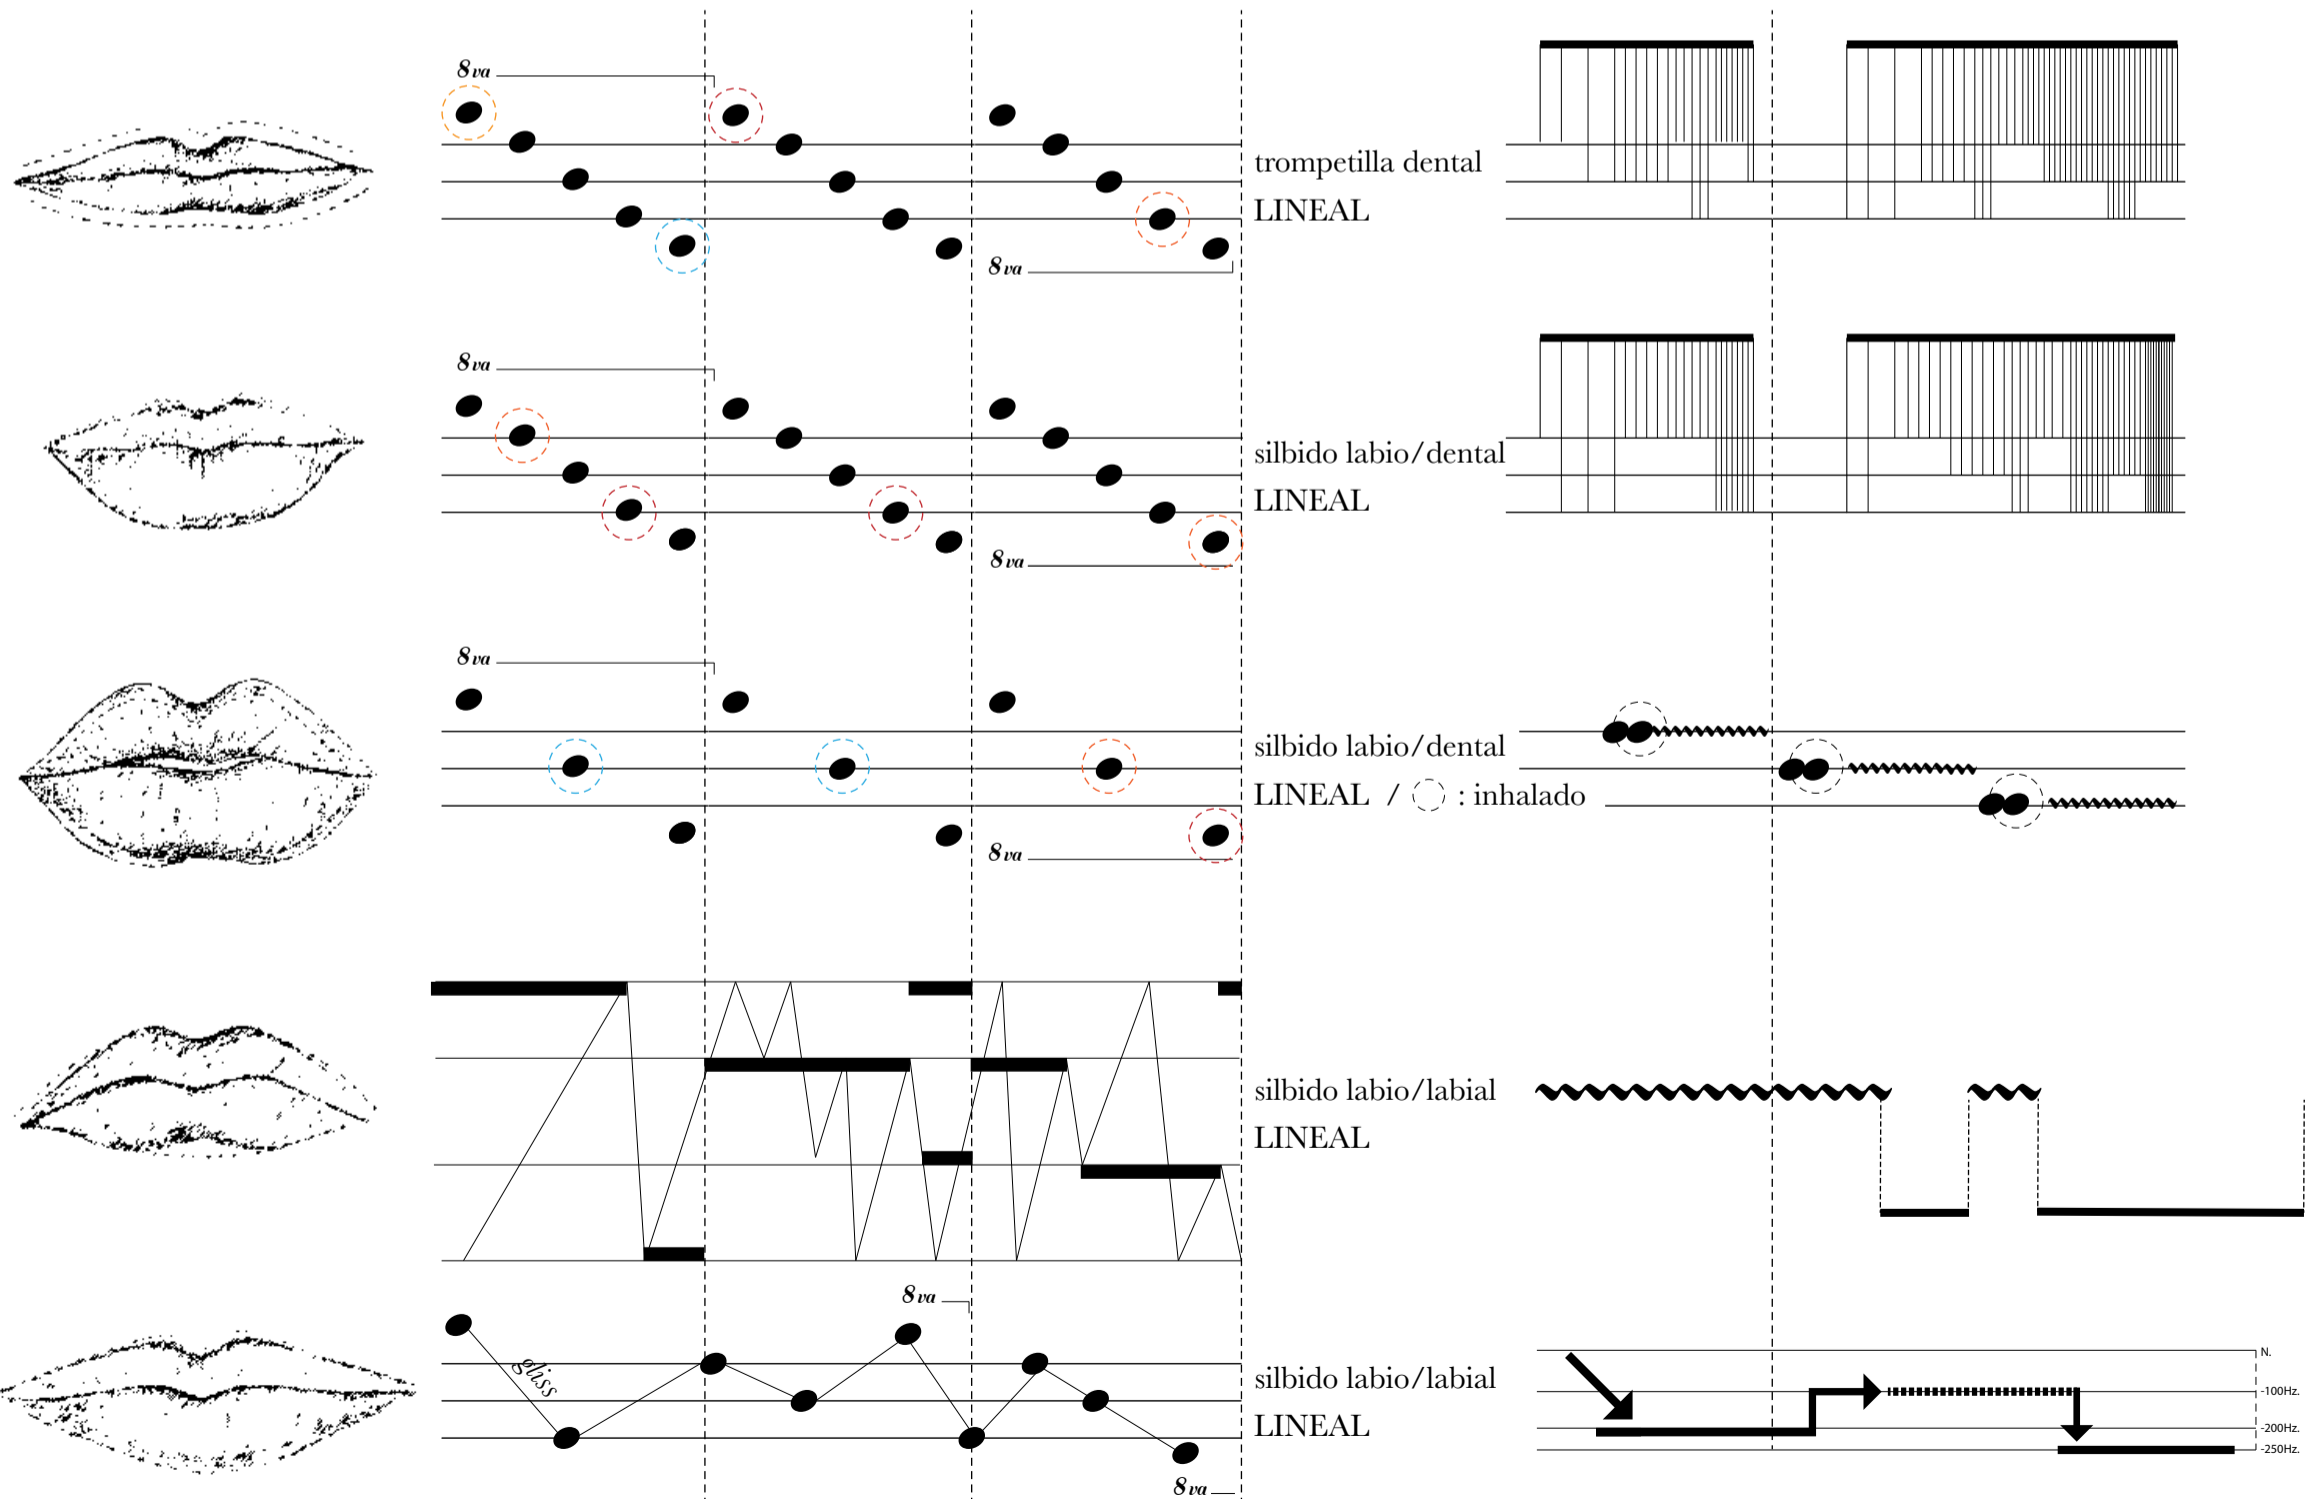 8va
trompetilla dental
LINEAL
8va
8va
silbido labio/dental
LINEAL
8va
8va
silbido labio/dental
LINEAL / : inhalado
8va
silbido labio/labial
LINEAL
8va
gliss
silbido labio/labial
LINEAL
8va
N.
-100Hz.
-200Hz.
-250Hz.